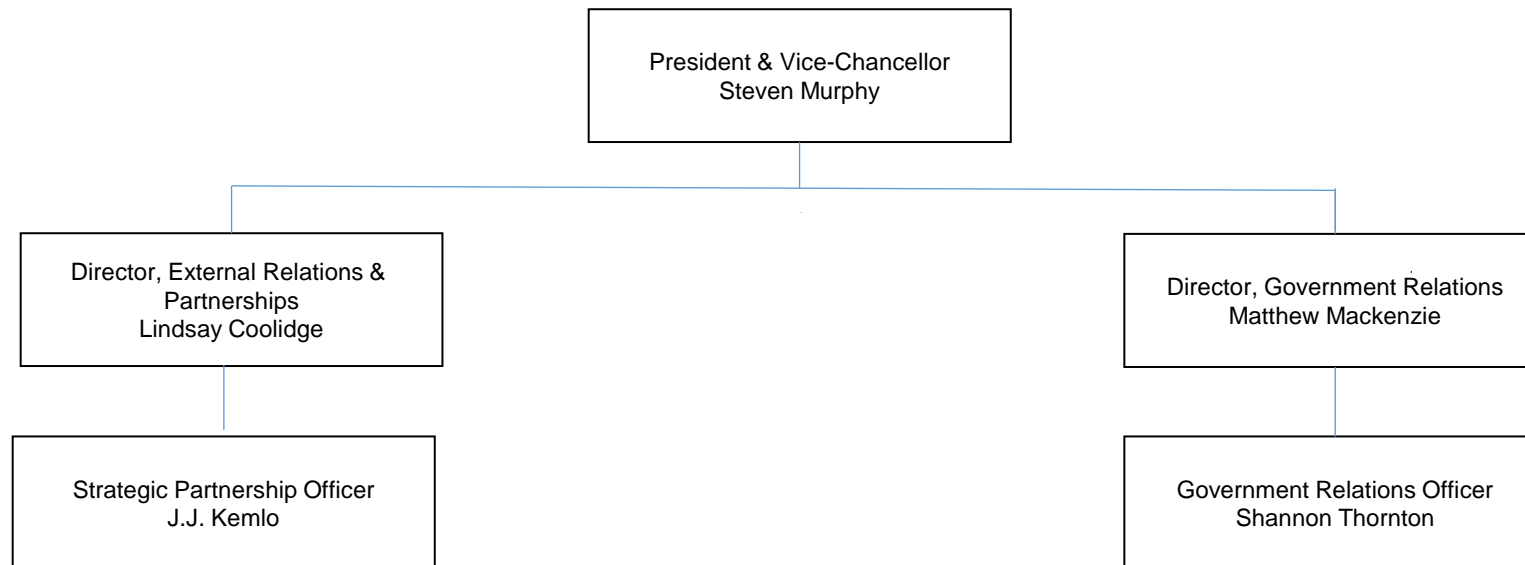 President & Vice-Chancellor
Steven Murphy
Director, External Relations &
Partnerships
Lindsay Coolidge
Director, Government Relations
Matthew Mackenzie
Strategic Partnership Officer
J.J. Kemlo
Government Relations Officer
Shannon Thornton